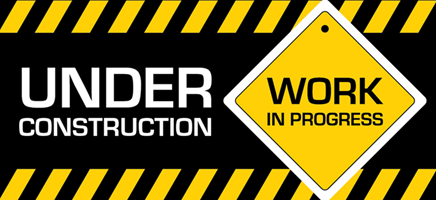 UNDER
CONSTRUCTION
WORK
IN PROGRESS